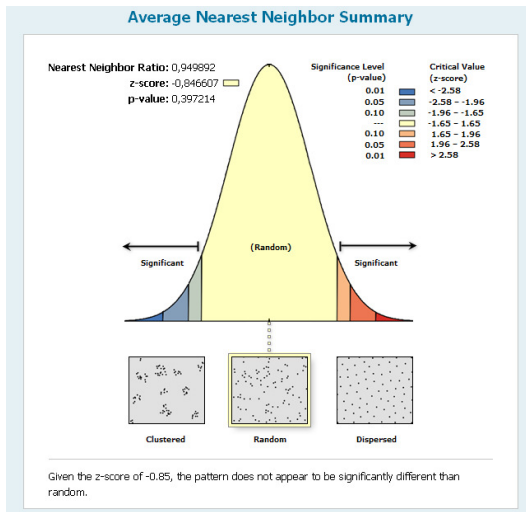 Average Nearest Neighbor Summary
Nearest Neighbor Ratio: 0,949892
z-score: -0,846607
p-value: 0,397214
Significance Level Critical Value
(p-value) (z-score)
0.01 < -2.58
0.05 -2.58 – -1.96
0.10 -1.96 – -1.65
--- -1.65 – 1.65
0.10 1.65 – 1.96
0.05 1.96 – 2.58
0.01 > 2.58
(Random)
Significant Significant
Clustered Random Dispersed
Given the z-score of -0.85, the pattern does not appear to be significantly different than
random.